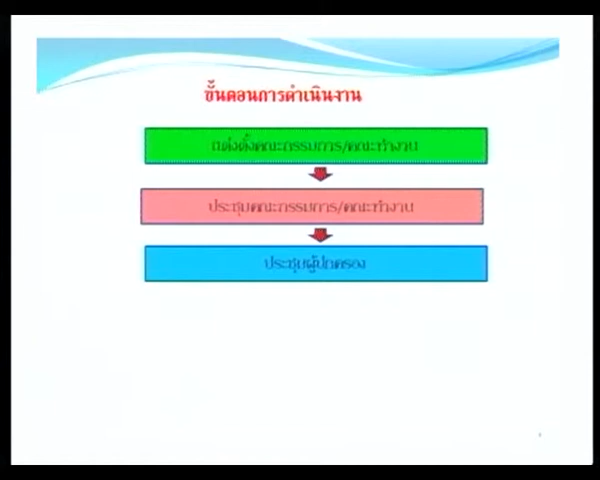 ขั้นตอนการดำเนินงาน
แต่งตั้งคณะกรรมการ/คณะทำงาน
ประชุมคณะกรรมการ/คณะทำงาน
ประชุมผู้ปกครอง